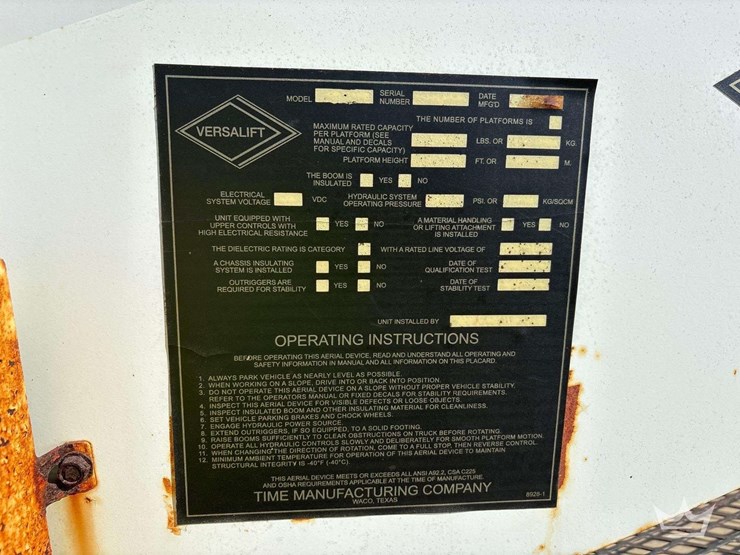 VERSALIFT
MODEL
SERIAL NUMBER
DATE MFG'D
THE NUMBER OF PLATFORMS IS
MAXIMUM RATED CAPACITY
PER PLATFORM (SEE
MANUAL AND DECALS
FOR SPECIFIC CAPACITY)
LBS. OR KG.
PLATFORM HEIGHT FT. OR M.
THE BOOM IS
INSULATED YES NO
ELECTRICAL
SYSTEM VOLTAGE VDC
HYDRAULIC SYSTEM
OPERATING PRESSURE PSI. OR KG/SQCM
UNIT EQUIPPED WITH
UPPER CONTROLS WITH
HIGH ELECTRICAL RESISTANCE YES NO
A MATERIAL HANDLING
OR LIFTING ATTACHMENT
IS INSTALLED YES NO
THE DIELECTRIC RATING IS CATEGORY WITH A RATED LINE VOLTAGE OF
A CHASSIS INSULATING
SYSTEM IS INSTALLED YES NO
DATE OF
QUALIFICATION TEST
OUTRIGGERS ARE
REQUIRED FOR STABILITY YES NO
DATE OF
STABILITY TEST
UNIT INSTALLED BY
OPERATING INSTRUCTIONS
BEFORE OPERATING THIS AERIAL DEVICE, READ AND UNDERSTAND ALL OPERATING AND
SAFETY INFORMATION IN MANUAL AND ALL INFORMATION ON THIS PLACARD.
1. ALWAYS PARK VEHICLE AS NEARLY LEVEL AS POSSIBLE.
2. WHEN WORKING ON A SLOPE, DRIVE INTO OR BACK INTO POSITION.
3. DO NOT OPERATE THIS AERIAL DEVICE ON A SLOPE WITHOUT PROPER VEHICLE STABILITY.
REFER TO THE OPERATORS MANUAL OR FIXED DECALS FOR STABILITY REQUIREMENTS.
4. INSPECT THIS AERIAL DEVICE FOR VISIBLE DEFECTS OR LOOSE OBJECTS.
5. INSPECT INSULATED BOOM AND OTHER INSULATING MATERIAL FOR CLEANLINESS.
6. SET VEHICLE PARKING BRAKES AND CHOCK WHEELS.
7. ENGAGE HYDRAULIC POWER SOURCE.
8. EXTEND OUTRIGGERS, IF SO EQUIPPED, TO A SOLID FOOTING.
9. RAISE BOOMS SUFFICIENTLY TO CLEAR OBSTRUCTIONS ON TRUCK BEFORE ROTATING.
10. OPERATE ALL HYDRAULIC CONTROLS SLOWLY AND DELIBERATELY FOR SMOOTH PLATFORM MOTION.
11. WHEN CHANGING THE DIRECTION OF ROTATION, COME TO A FULL STOP, THEN REVERSE CONTROL.
12. MINIMUM AMBIENT TEMPERATURE FOR OPERATION OF THIS AERIAL DEVICE TO MAINTAIN
STRUCTURAL INTEGRITY IS -40°F (-40°C).
THIS AERIAL DEVICE MEETS OR EXCEEDS ALL ANSI A92.2, CSA C225
AND OSHA REQUIREMENTS APPLICABLE AT THE TIME OF MANUFACTURE.
TIME MANUFACTURING COMPANY
WACO, TEXAS
8928-1